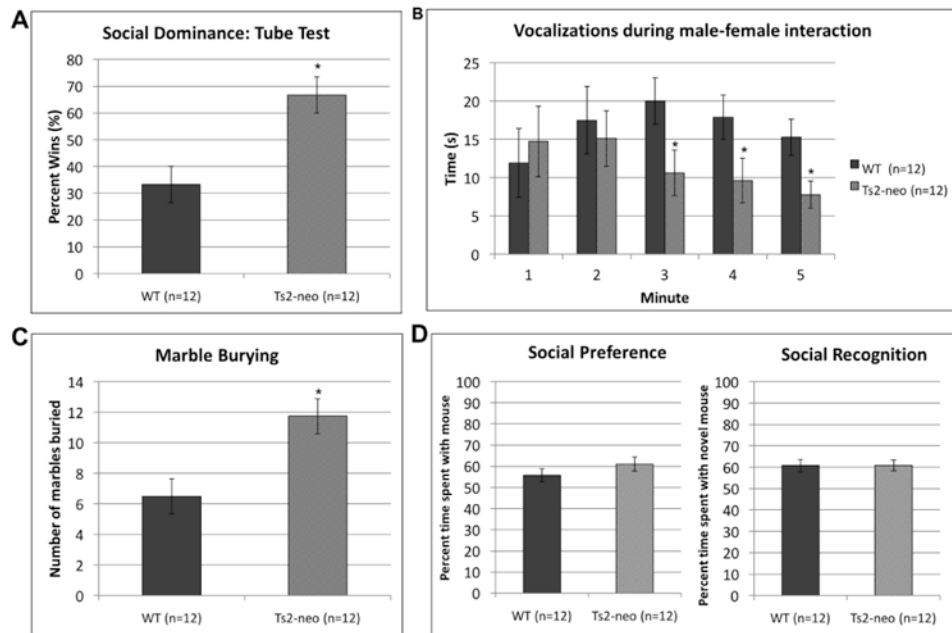 A
Social Dominance: Tube Test
Percent Wins (%)
80
70
60
50
40
30
20
10
0
*
WT (n=12)
Ts2-neo (n=12)
B
Vocalizations during male-female interaction
Time (s)
25
20
15
10
5
0
*
*
*
1
2
3
4
5
Minute
WT (n=12)
Ts2-neo (n=12)
C
Marble Burying
Number of marbles buried
14
12
10
8
6
4
2
0
*
WT (n=12)
Ts2-neo (n=12)
D
Social Preference
Percent time spent with mouse
100
90
80
70
60
50
40
30
20
10
0
WT (n=12)
Ts2-neo (n=12)
Social Recognition
Percent time spent with novel mouse
100
90
80
70
60
50
40
30
20
10
0
WT (n=12)
Ts2-neo (n=12)